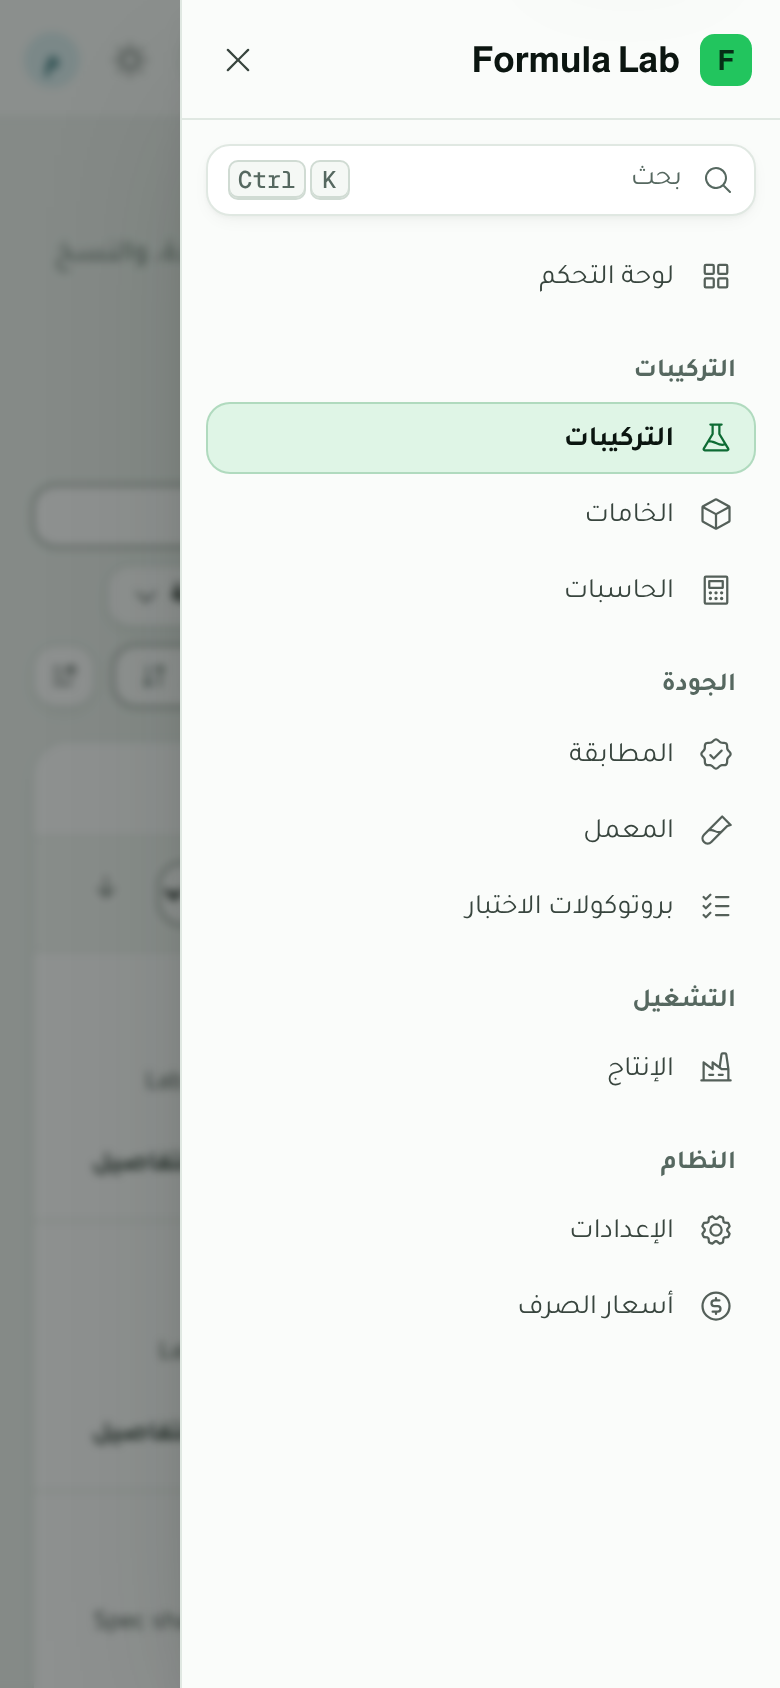 F Formula Lab
بحث Ctrl K
لوحة التحكم
التركيبات
التركيبات
الخامات
الحاسبات
الجودة
المطابقة
المعمل
بروتوكولات الاختبار
التشغيل
الإنتاج
النظام
الإعدادات
أسعار الصرف